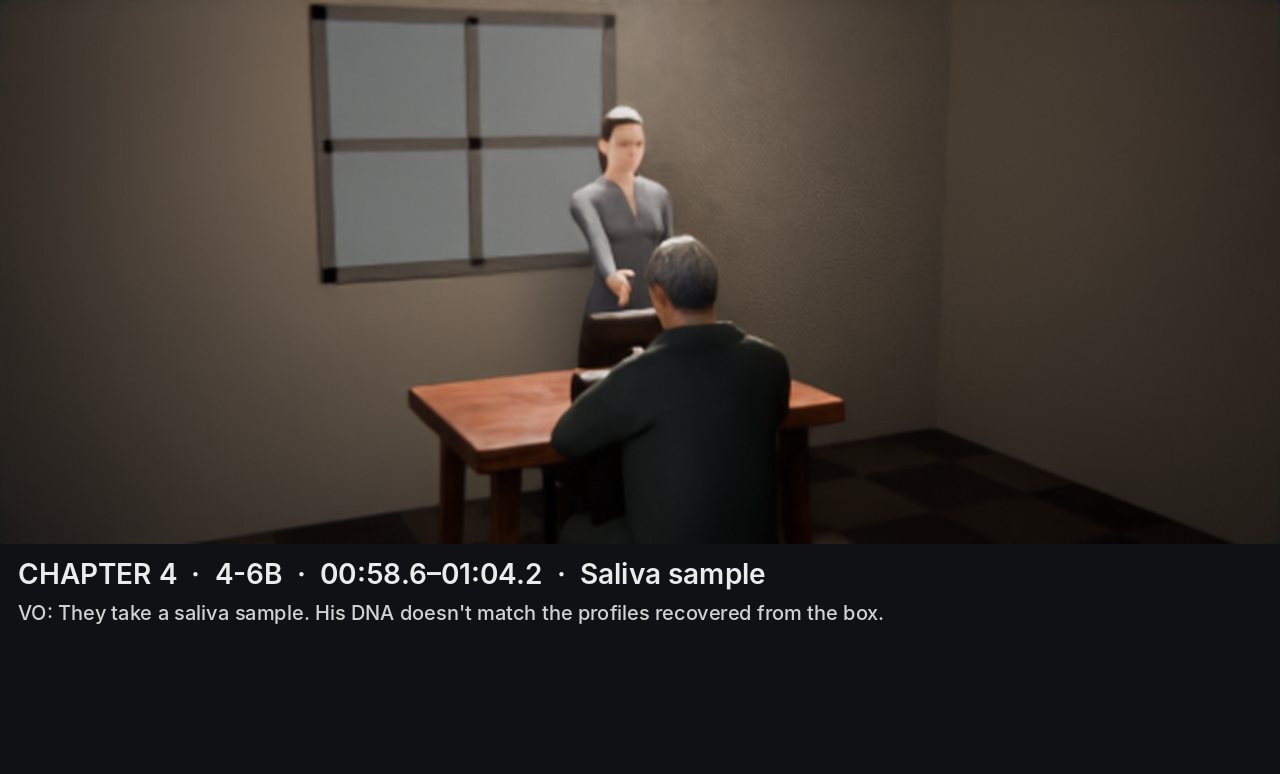 CHAPTER 4 · 4-6B · 00:58.6–01:04.2 · Saliva sample
VO: They take a saliva sample. His DNA doesn't match the profiles recovered from the box.